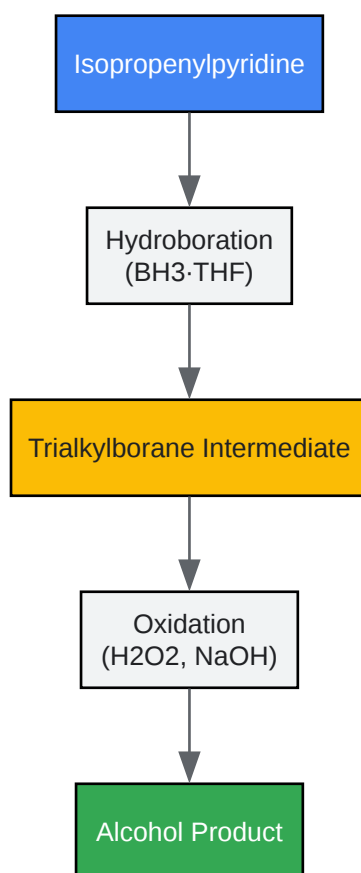 Isopropenylpyridine
Hydroboration
(BH3·THF)
Trialkylborane Intermediate
Oxidation
(H2O2, NaOH)
Alcohol Product